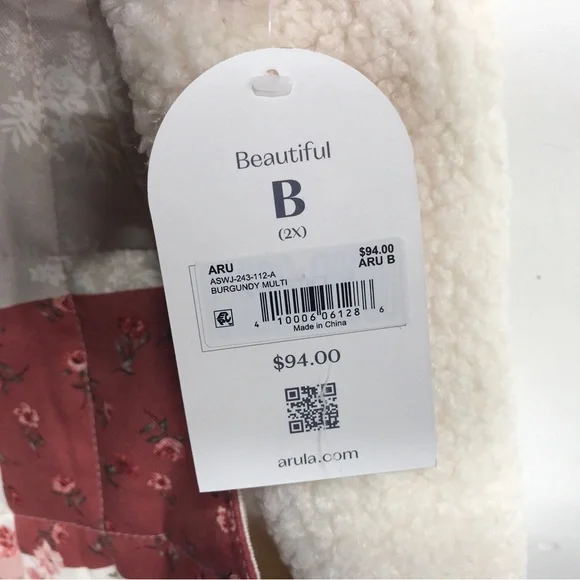 Beautiful
B
(2X)
ARU $94.00
ASWJ-243-112-A ARU B
BURGUNDY MULTI
4 10006 06128 6
Made in China
$94.00
arula.com